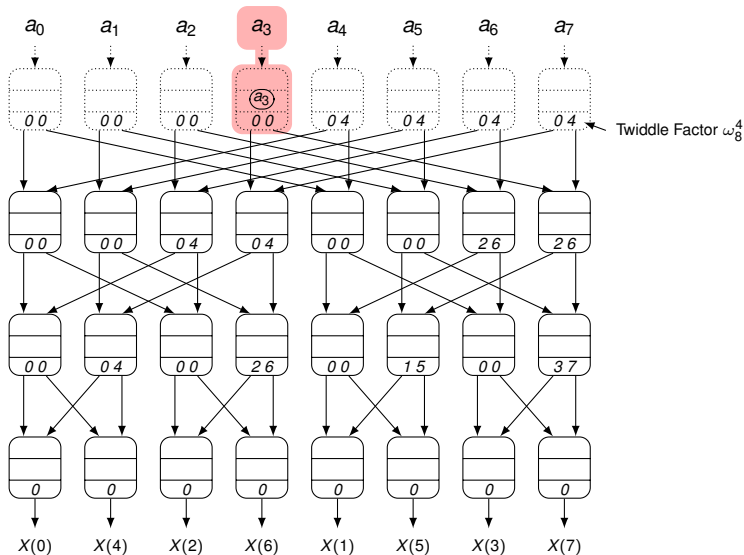 a0 a1 a2 a3 a4 a5 a6 a7
a3
0 0 0 0 0 0 0 0 0 4 0 4 0 4 0 4
Twiddle Factor ω₈⁴
0 0 0 0 0 4 0 4 0 0 0 0 2 6 2 6
0 0 0 4 0 0 2 6 0 0 1 5 0 0 3 7
0 0 0 0 0 0 0 0
X(0) X(4) X(2) X(6) X(1) X(5) X(3) X(7)